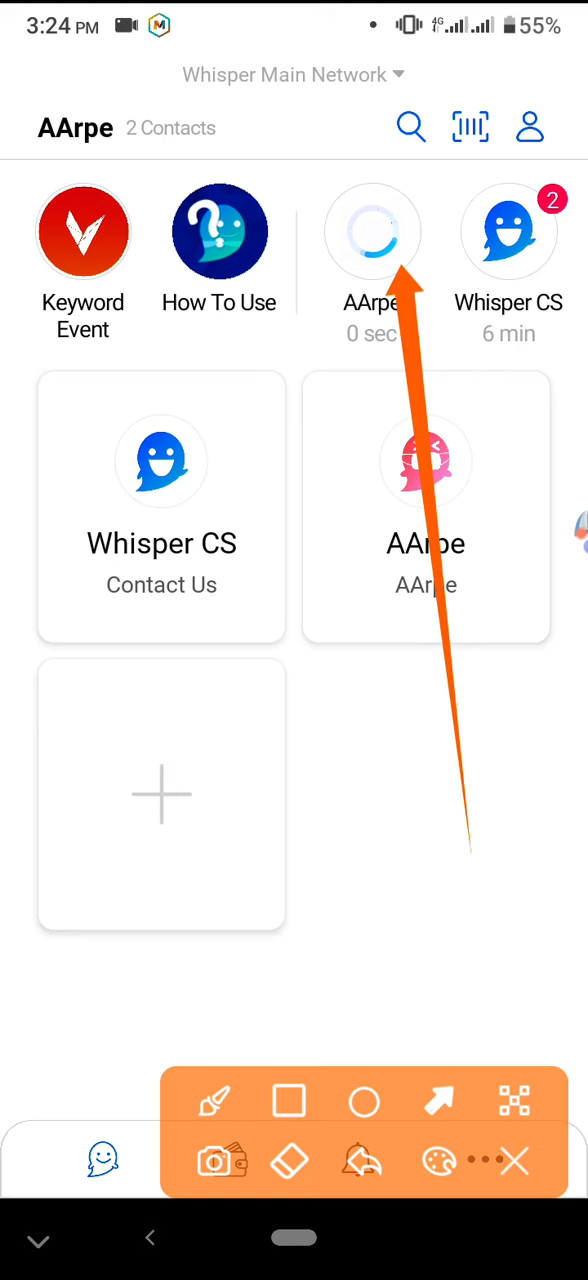 3:24 PM
4G
55%
Whisper Main Network
AArpe 2 Contacts
2
Keyword
Event
How To Use
AArpe
0 sec
Whisper CS
6 min
Whisper CS
Contact Us
AArpe
AArpe